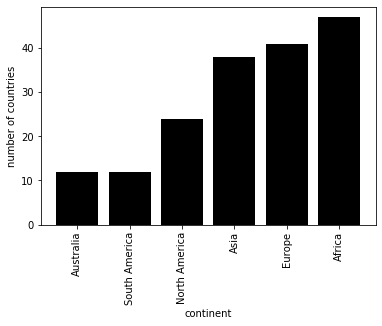 number of countries
40
30
20
10
0
Australia
South America
North America
Asia
Europe
Africa
continent